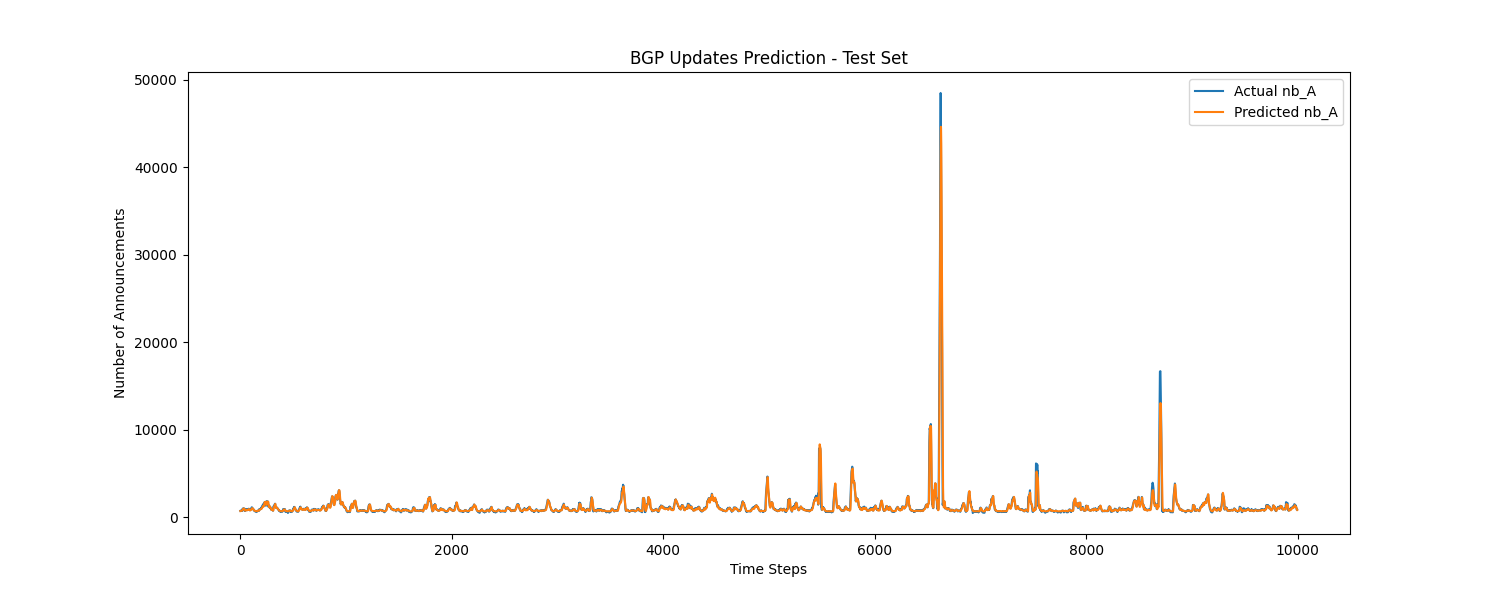 BGP Updates Prediction - Test Set
Actual nb_A
Predicted nb_A
Number of Announcements
50000
40000
30000
20000
10000
0
0 2000 4000 6000 8000 10000
Time Steps